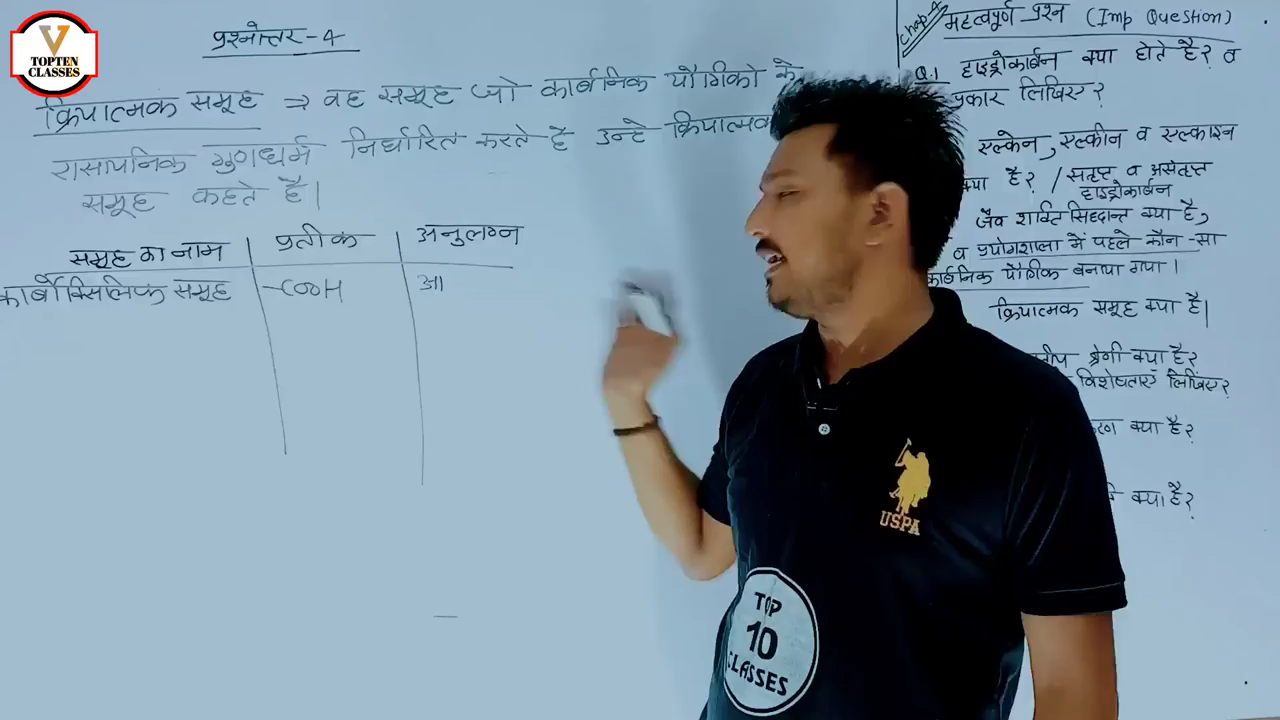 V
TOPTEN
CLASSES
प्रश्नोत्तर-4
क्रियात्मक समूह ⇒ वह समूह जो कार्बनिक यौगिको के
रासायनिक गुणधर्म निर्धारित करते है उन्हे क्रियात्मक
समूह कहते है।
समूह का नाम | प्रतीक | अनुलग्न
कार्बोक्सिलिक समूह | -COOH | आ
Chap 4
महत्वपूर्ण प्रश्न (Imp Question)
Q.1 हाइड्रोकार्बन क्या होते है? व
प्रकार लिखिए?
एल्केन, एल्कीन व एल्काइन
क्या है? / संतृप्त व असंतृप्त
हाइड्रोकार्बन
जैव शक्ति सिद्दान्त क्या है,
व प्रयोगशाला में पहले कौन-सा
कार्बनिक यौगिक बनाया गया।
क्रियात्मक समूह क्या है।
श्रेणी क्या है?
विशेषताएँ लिखिए?
क्या है?
क्या है?
USPA
TOP
10
CLASSES